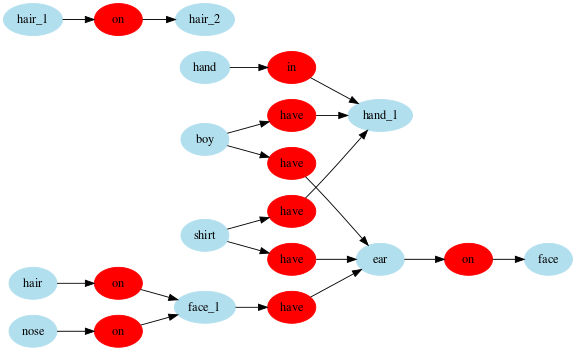 hair_1 on hair_2
hand in
have hand_1
boy
have
have
shirt
have ear on face
hair on
face_1 have
nose on